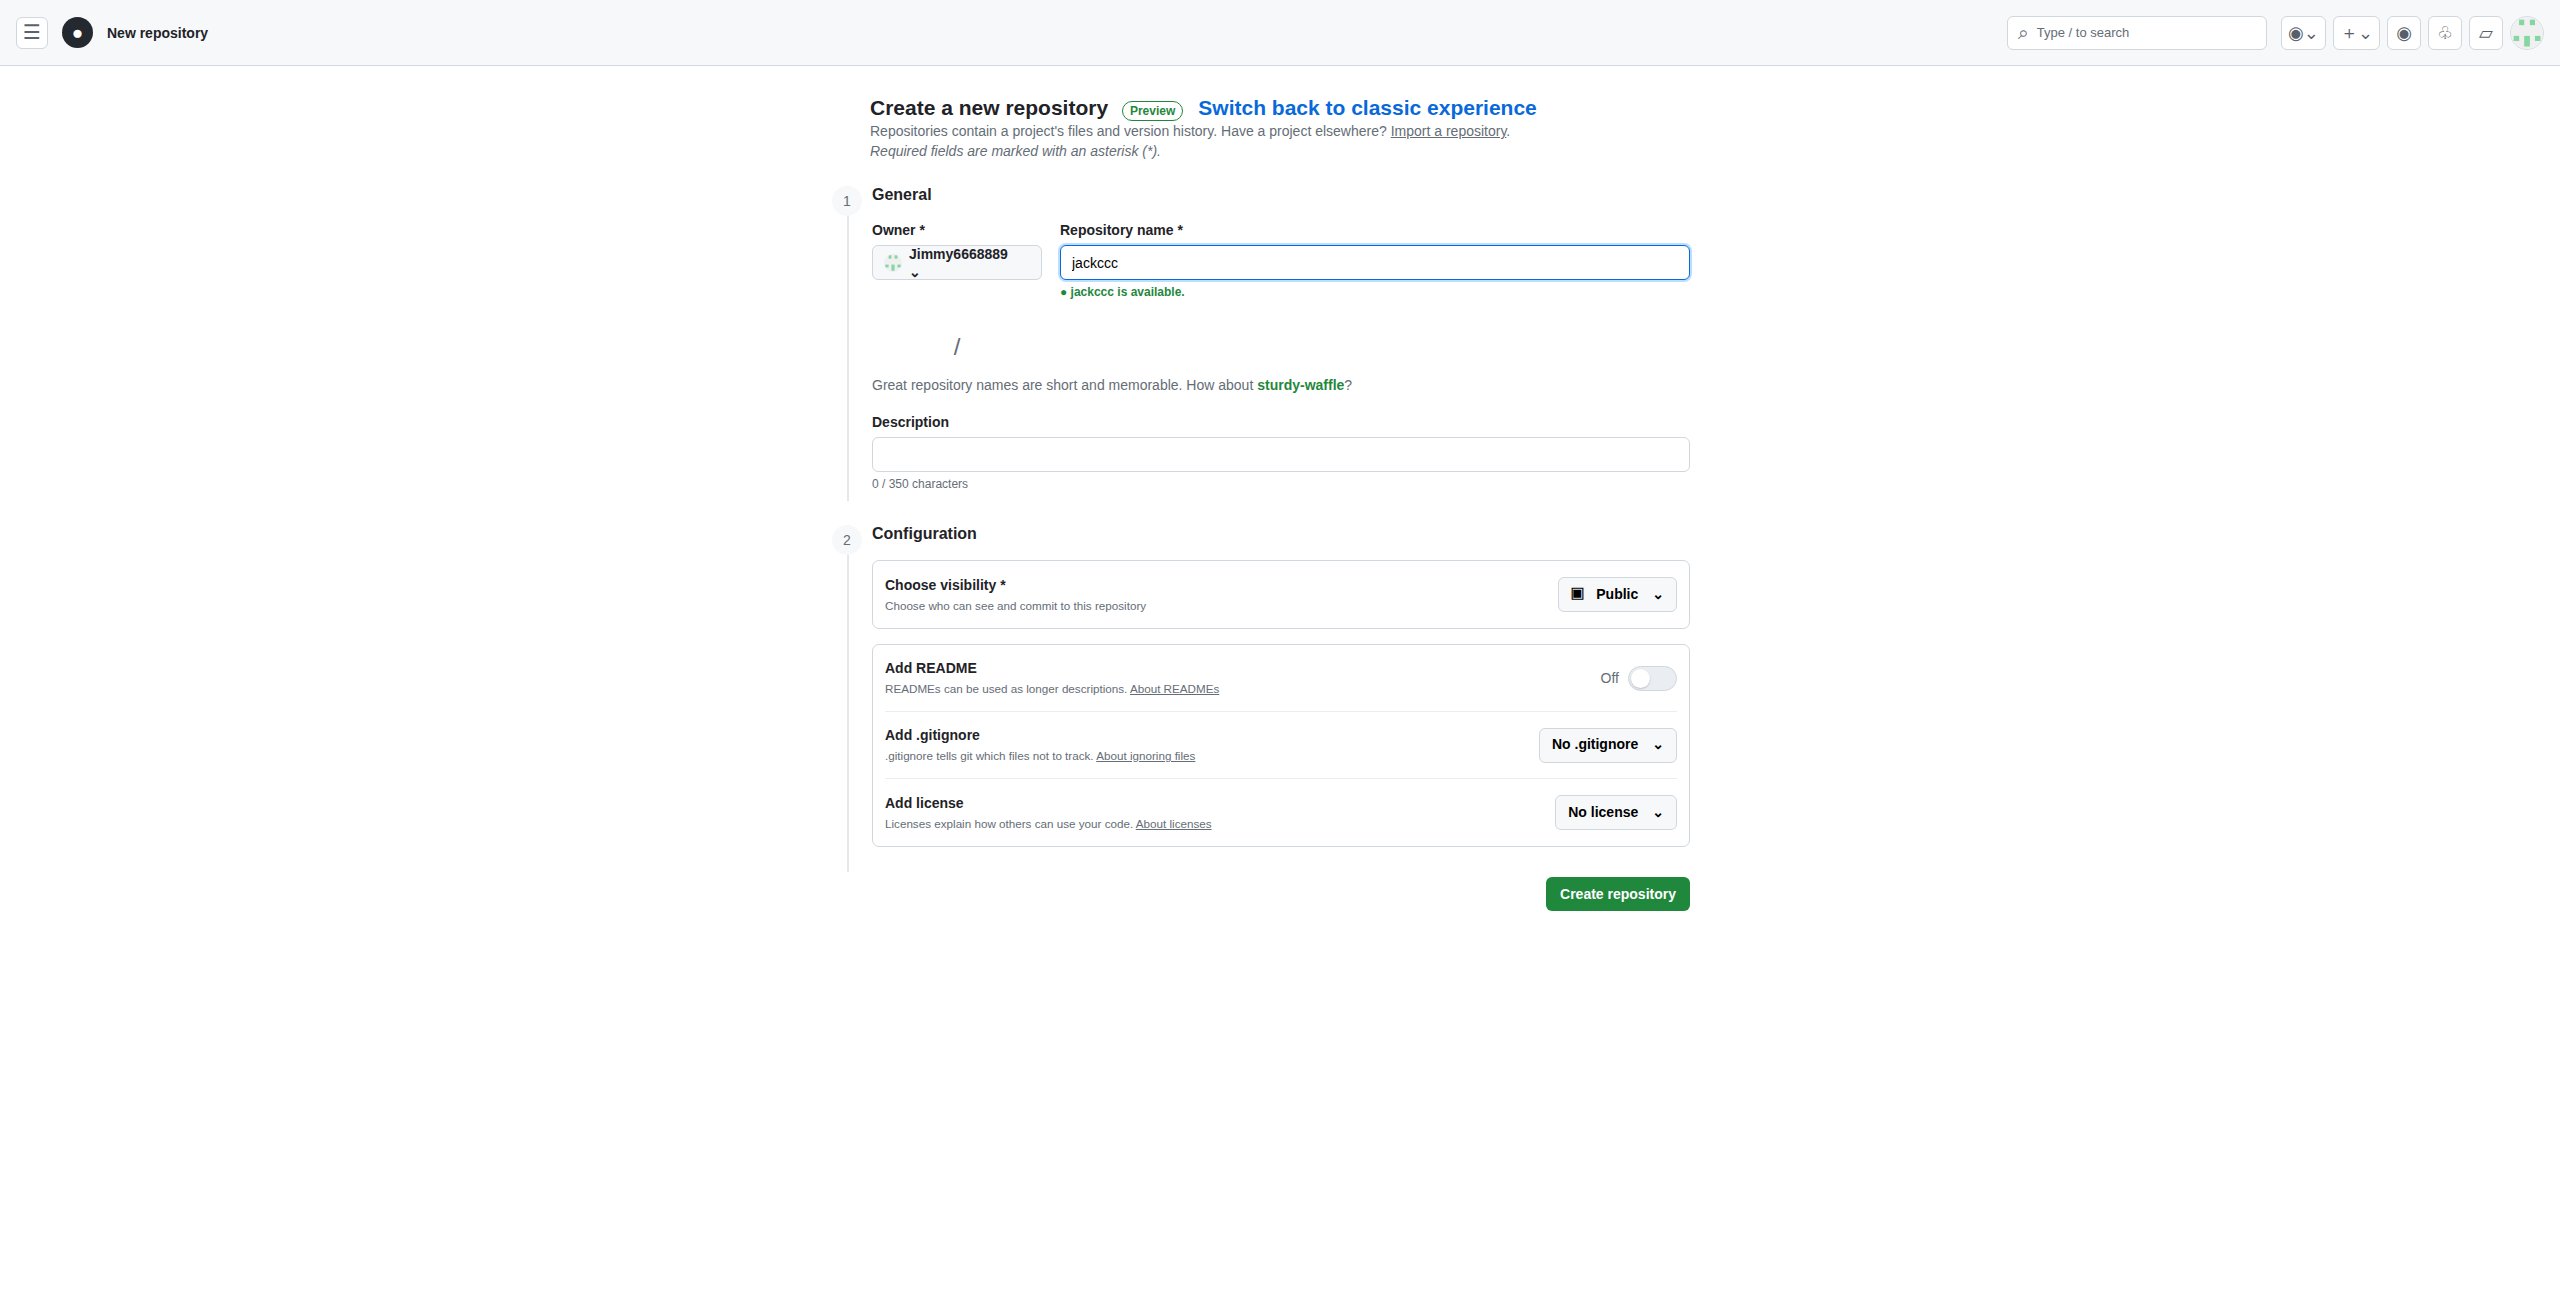 New repository
Type / to search
Create a new repository Preview Switch back to classic experience
Repositories contain a project's files and version history. Have a project elsewhere? Import a repository.
Required fields are marked with an asterisk (*).
1 General
Owner * Repository name *
Jimmy6668889 jackccc
● jackccc is available.
/
Great repository names are short and memorable. How about sturdy-waffle?
Description
0 / 350 characters
2 Configuration
Choose visibility * Public
Choose who can see and commit to this repository
Add README Off
READMEs can be used as longer descriptions. About READMEs
Add .gitignore No .gitignore
.gitignore tells git which files not to track. About ignoring files
Add license No license
Licenses explain how others can use your code. About licenses
Create repository